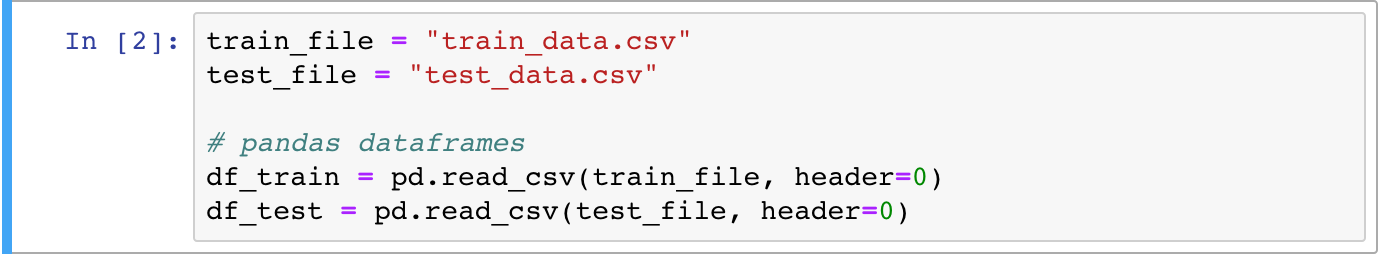 In [2]: train_file = "train_data.csv"
test_file = "test_data.csv"
# pandas dataframes
df_train = pd.read_csv(train_file, header=0)
df_test = pd.read_csv(test_file, header=0)